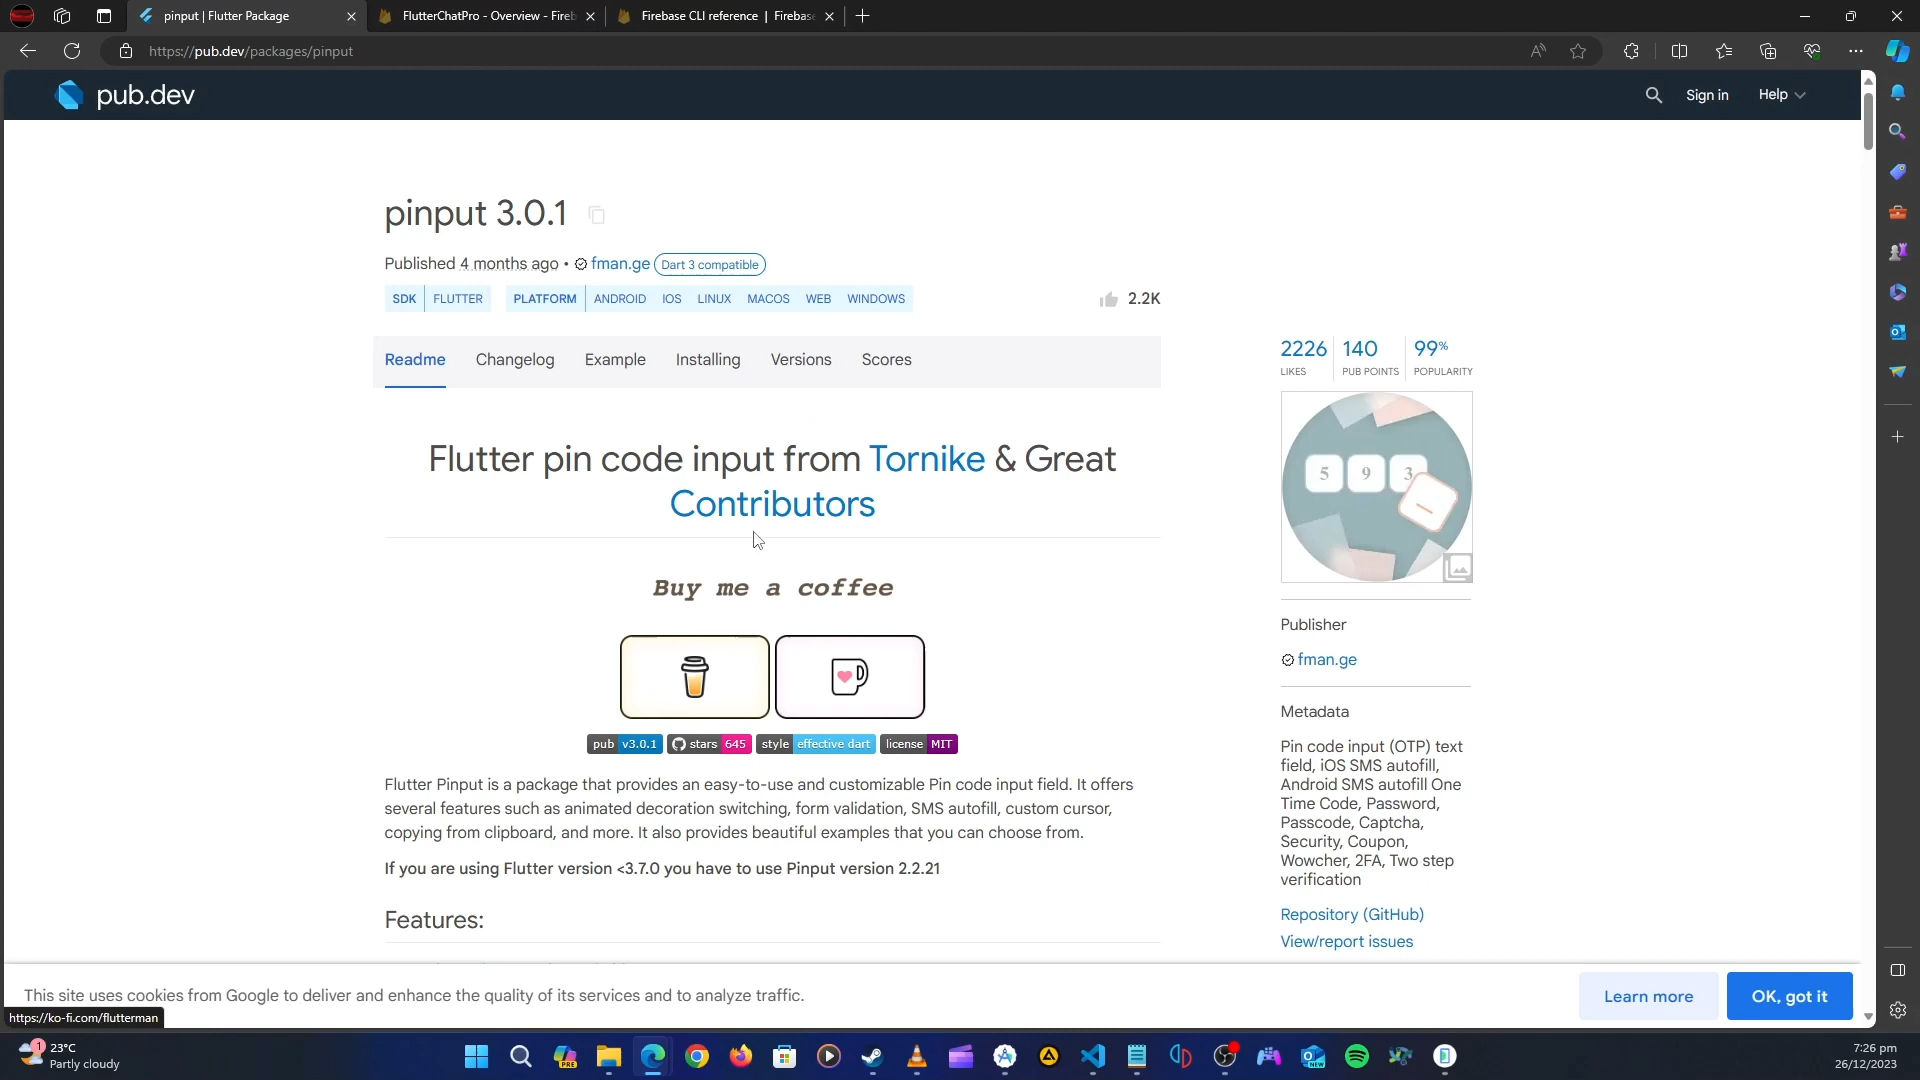 pinput | Flutter Package
FlutterChatPro - Overview - Fireb
Firebase CLI reference | Firebase
https://pub.dev/packages/pinput
pub.dev
Sign in
Help
pinput 3.0.1
Published 4 months ago • fman.ge Dart 3 compatible
SDK FLUTTER PLATFORM ANDROID IOS LINUX MACOS WEB WINDOWS
2.2K
Readme Changelog Example Installing Versions Scores
2226 140 99%
LIKES PUB POINTS POPULARITY
Flutter pin code input from Tornike & Great
Contributors
5 9 3
Buy me a coffee
pub v3.0.1 stars 645 style effective dart license MIT
Flutter Pinput is a package that provides an easy-to-use and customizable Pin code input field. It offers
several features such as animated decoration switching, form validation, SMS autofill, custom cursor,
copying from clipboard, and more. It also provides beautiful examples that you can choose from.
If you are using Flutter version <3.7.0 you have to use Pinput version 2.2.21
Features:
Publisher
fman.ge
Metadata
Pin code input (OTP) text
field, iOS SMS autofill,
Android SMS autofill One
Time Code, Password,
Passcode, Captcha,
Security, Coupon,
Wowcher, 2FA, Two step
verification
Repository (GitHub)
View/report issues
This site uses cookies from Google to deliver and enhance the quality of its services and to analyze traffic.
Learn more
OK, got it
https://ko-fi.com/flutterman
1
23°C
Partly cloudy
PRE
NEW
7:26 pm
26/12/2023